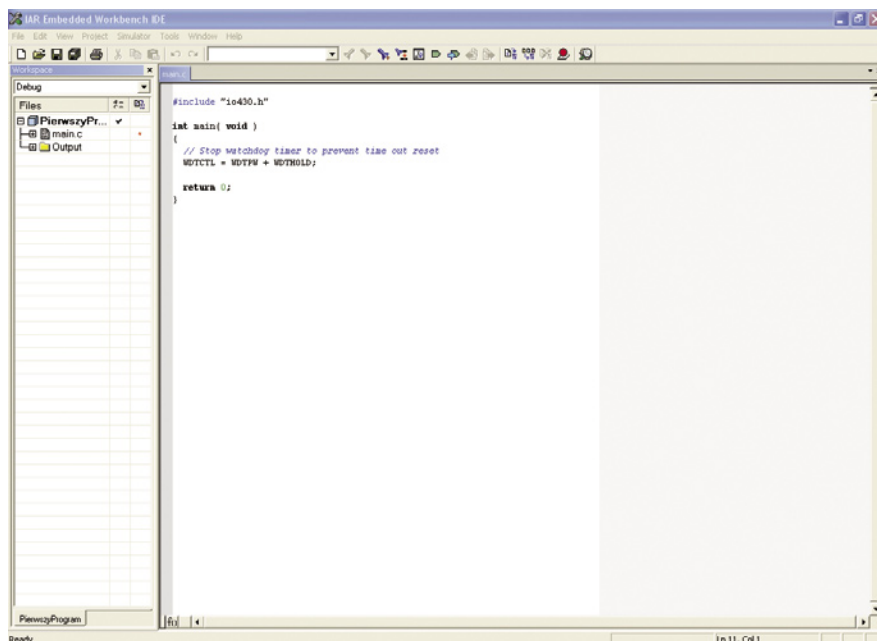 IAR Embedded Workbench IDE
File Edit View Project Simulator Tools Window Help
Workspace
main.c
Debug
Files
PierwszyPr...
main.c
Output
#include "io430.h"
int main( void )
{
// Stop watchdog timer to prevent time out reset
WDTCTL = WDTPW + WDTHOLD;
return 0;
}
PierwszyProgram
Ready
Ln 11, Col 1